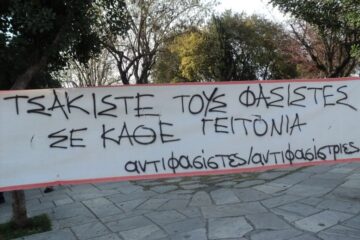 ΤΣΑΚΙΣΤΕ ΤΟΥΣ ΦΑΣΙΣΤΕΣ
ΣΕ ΚΑΘΕ ΓΕΙΤΟΝΙΑ
αντιφασίστες/αντιφασίστριες